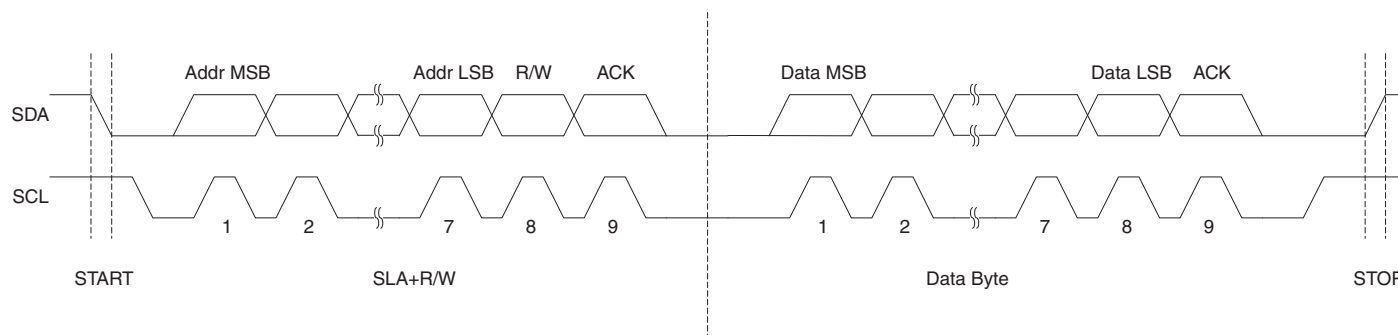 Addr MSB Addr LSB R/W ACK Data MSB Data LSB ACK
SDA
SCL
1 2 7 8 9 1 2 7 8 9
START SLA+R/W Data Byte STOP